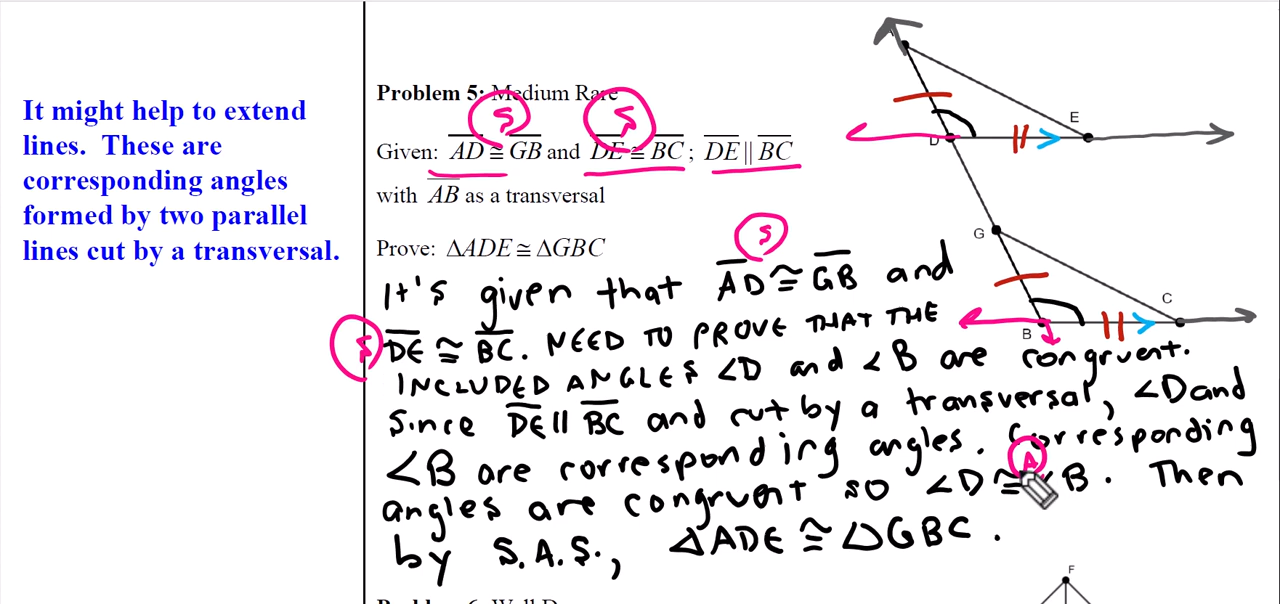 It might help to extend
lines. These are
corresponding angles
formed by two parallel
lines cut by a transversal.
Problem 5: Medium Rare
S S
Given: AD ≅ GB and DE ≅ BC ; DE || BC
with AB as a transversal
Prove: ΔADE ≅ ΔGBC
S
It's given that AD ≅ GB and
S
DE ≅ BC. NEED TO PROVE THAT THE
INCLUDED ANGLES ∠D and ∠B are congruent.
Since DE || BC and cut by a transversal, ∠D and
∠B are corresponding angles. Corresponding
A
angles are congruent so ∠D ≅ ∠B. Then
by S.A.S., ΔADE ≅ ΔGBC.
D
E
G
C
B
F